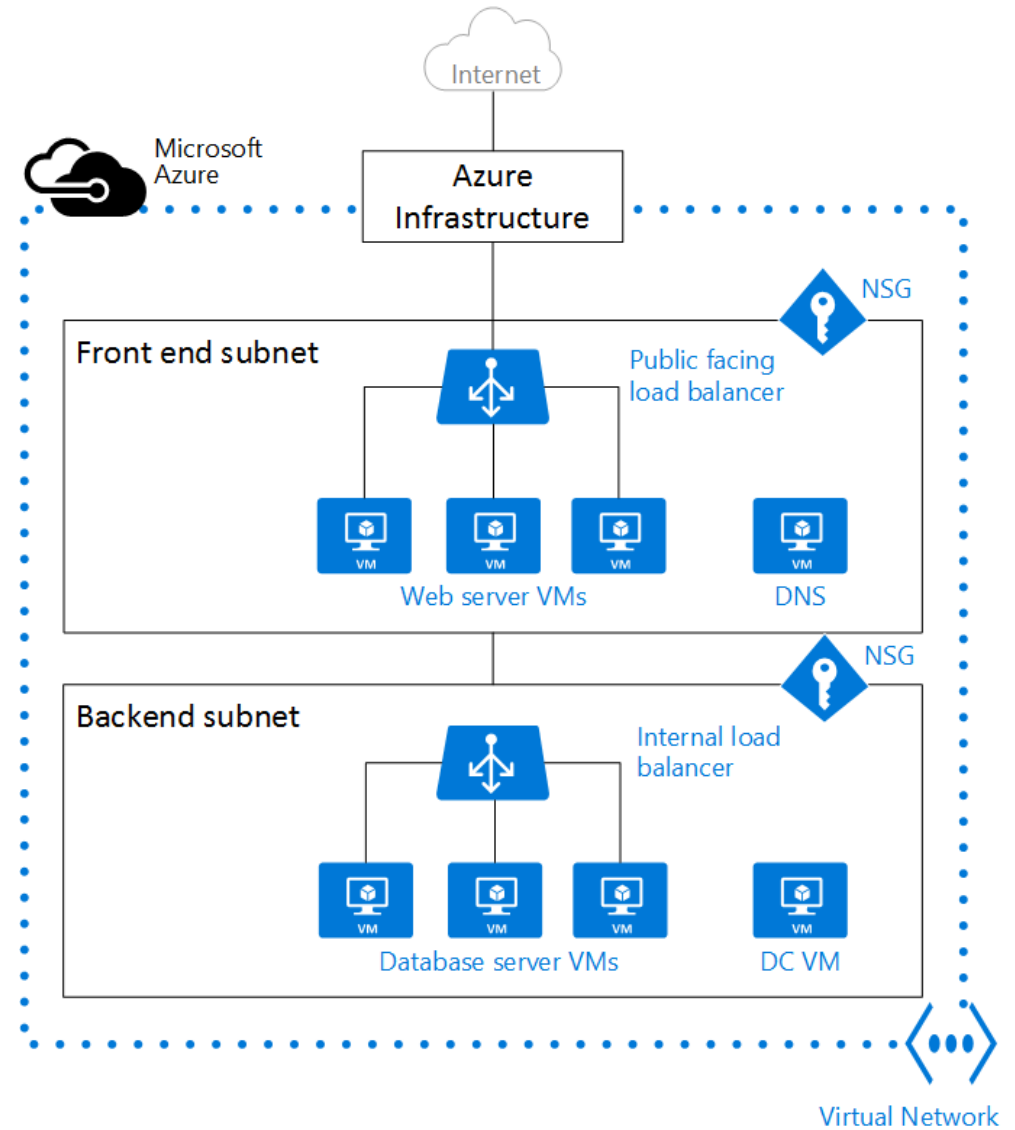 Internet
Microsoft
Azure
Azure
Infrastructure
NSG
Front end subnet
Public facing
load balancer
VM
VM
VM
VM
Web server VMs
DNS
NSG
Backend subnet
Internal load
balancer
VM
VM
VM
VM
Database server VMs
DC VM
Virtual Network